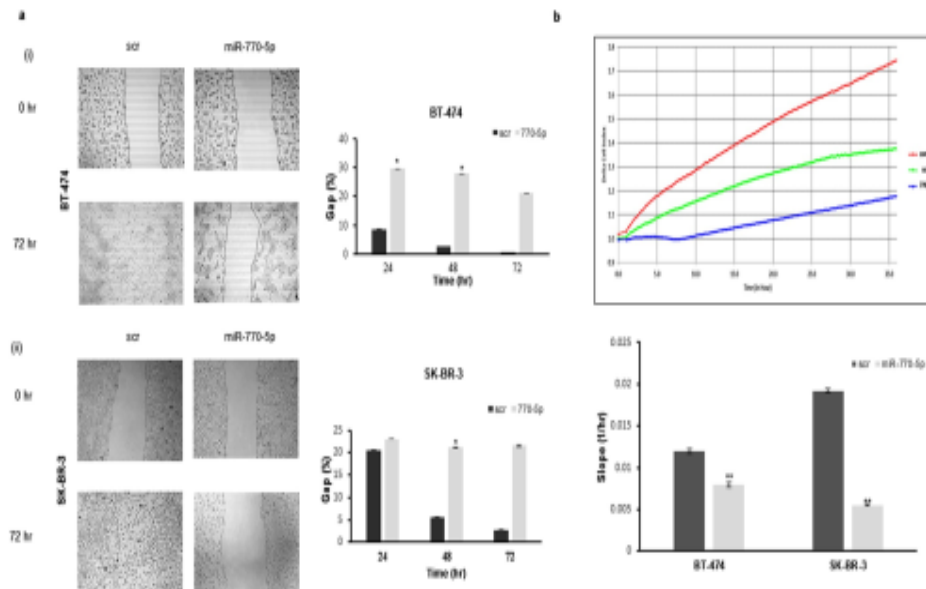 a
b
scr
miR-770-5p
(i)
0 hr
BT-474
72 hr
BT-474
scr
770-5p
Gap (%)
40
30
20
10
0
*
*
24
48
72
Time (hr)
(ii)
scr
miR-770-5p
0 hr
SK-BR-3
72 hr
SK-BR-3
scr
770-5p
Gap (%)
25
20
15
10
5
0
*
24
48
72
Time (hr)
scr
miR-770-5p
Slope (1/hr)
0.025
0.02
0.015
0.01
0.005
0
**
**
BT-474
SK-BR-3